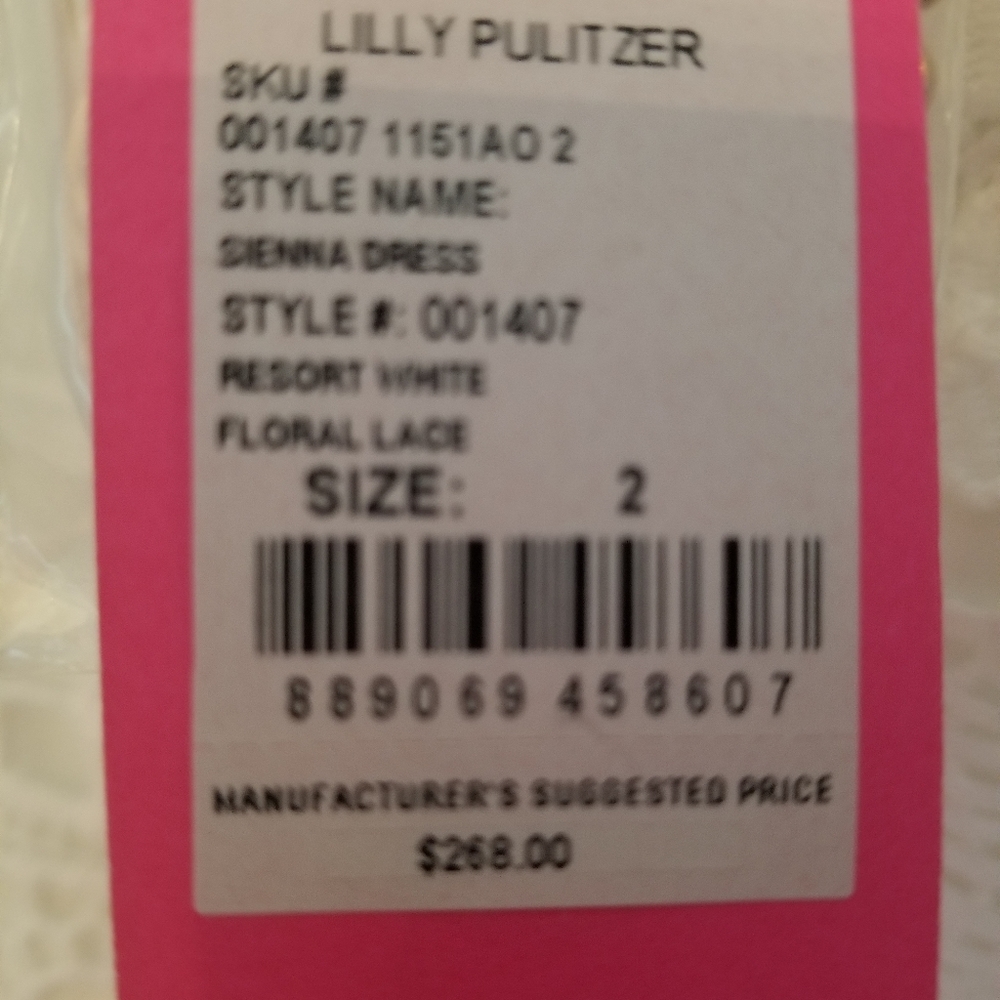 LILLY PULITZER
SKU #
001407 1151AO 2
STYLE NAME:
SIENNA DRESS
STYLE #: 001407
RESORT WHITE
FLORAL LACE
SIZE: 2
889069 458607
MANUFACTURER'S SUGGESTED PRICE
$268.00